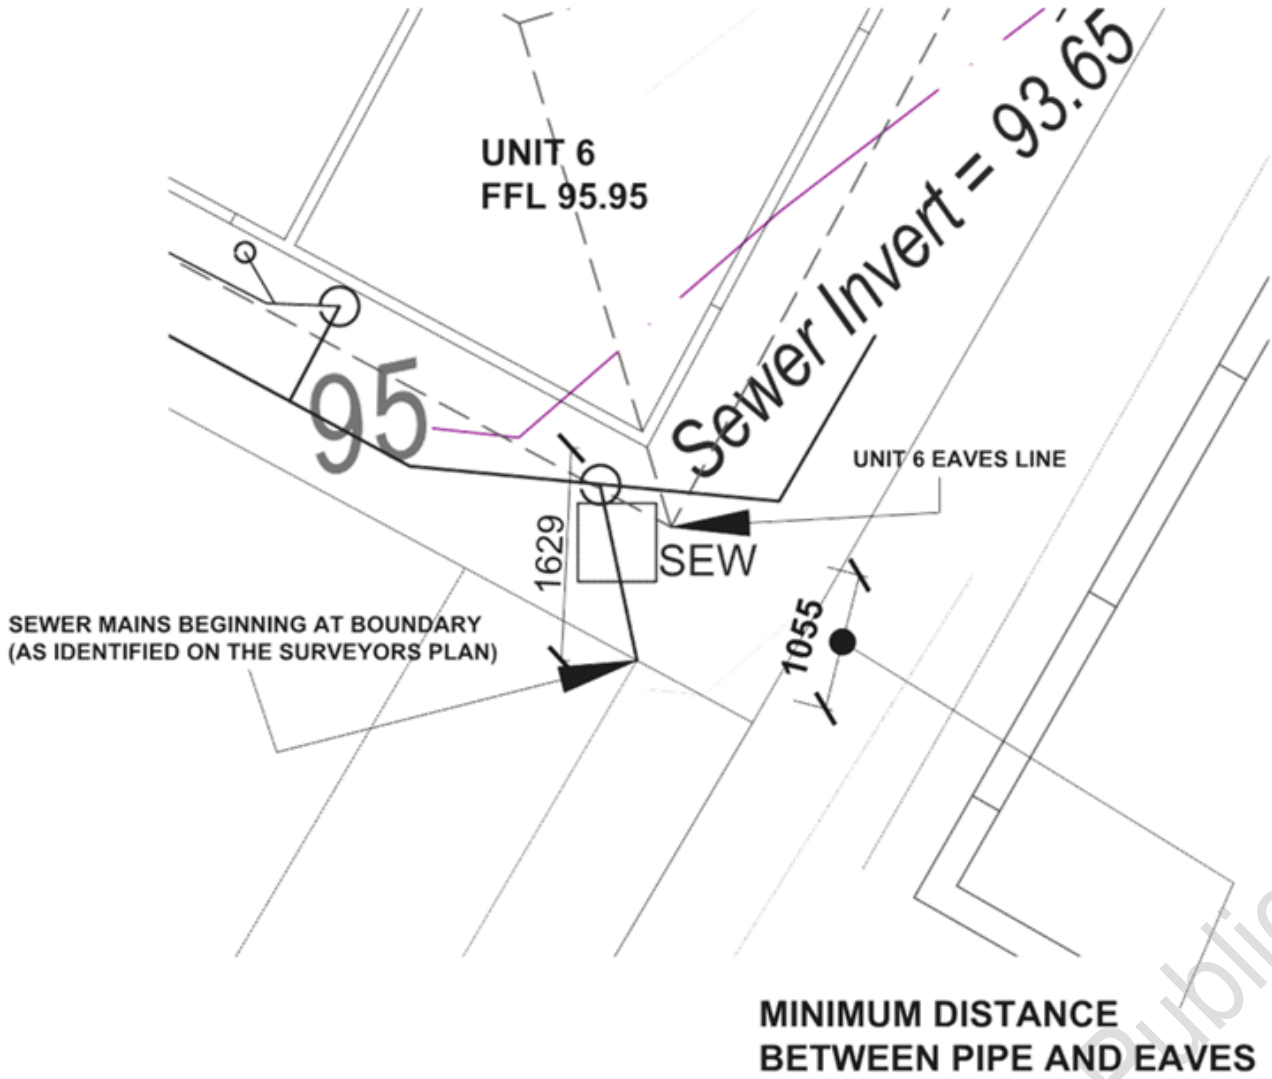 UNIT 6
FFL 95.95
Sewer Invert = 93.65
95
UNIT 6 EAVES LINE
1629
SEW
SEWER MAINS BEGINNING AT BOUNDARY
(AS IDENTIFIED ON THE SURVEYORS PLAN)
1055
MINIMUM DISTANCE
BETWEEN PIPE AND EAVES
Public